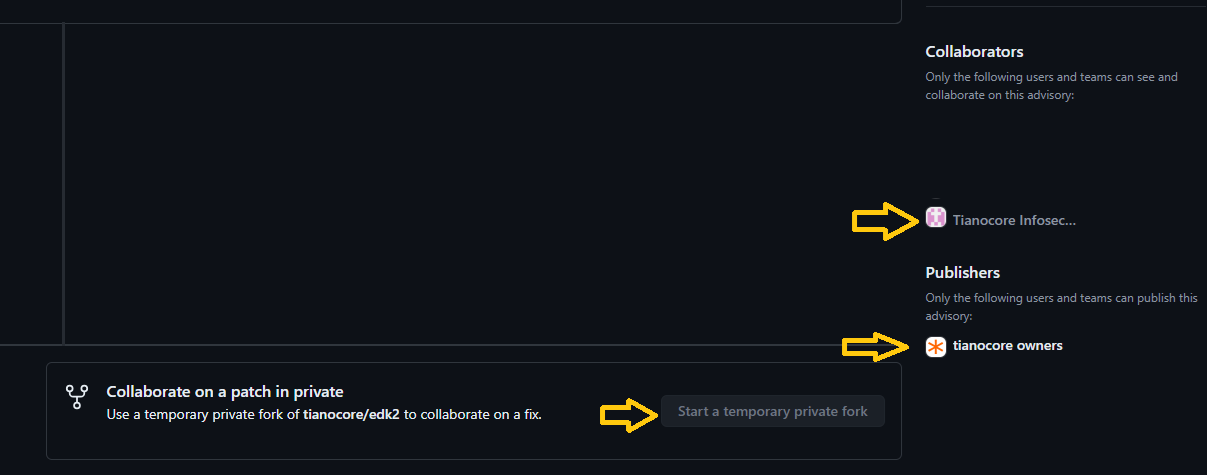 Collaborators
Only the following users and teams can see and
collaborate on this advisory:
Tianocore Infosec...
Publishers
Only the following users and teams can publish this
advisory:
tianocore owners
Collaborate on a patch in private
Use a temporary private fork of tianocore/edk2 to collaborate on a fix.
Start a temporary private fork